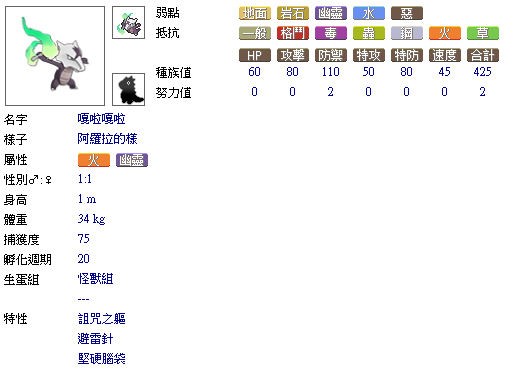 弱點 地面 岩石 幽靈 水 惡
抵抗 一般 格鬥 毒 蟲 鋼 火 草
HP 攻擊 防禦 特攻 特防 速度 合計
種族值 60 80 110 50 80 45 425
努力值 0 0 2 0 0 0 2
名字 嘎啦嘎啦
樣子 阿羅拉的樣
屬性 火 幽靈
性別♂:♀ 1:1
身高 1 m
體重 34 kg
捕獲度 75
孵化週期 20
生蛋組 怪獸組
---
特性 詛咒之軀
避雷針
堅硬腦袋